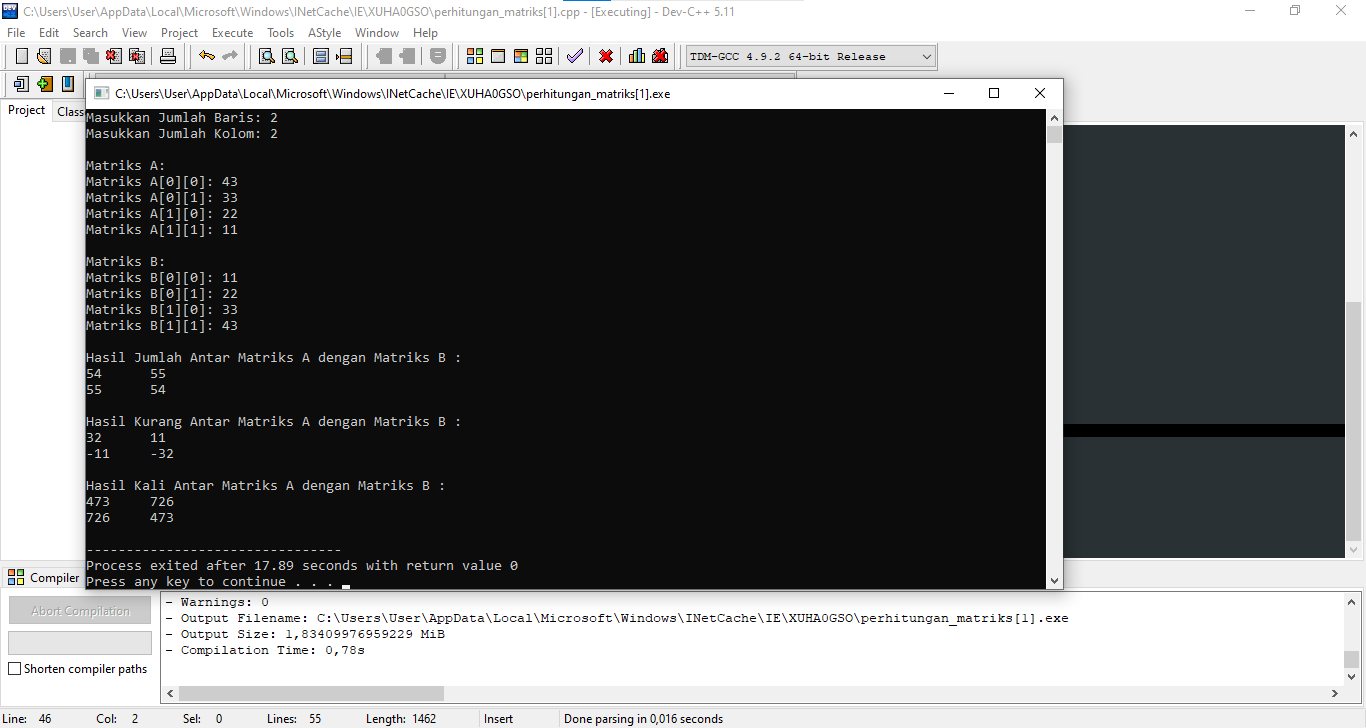 C:\Users\User\AppData\Local\Microsoft\Windows\INetCache\IE\XUHA0GSO\perhitungan_matriks[1].cpp - [Executing] - Dev-C++ 5.11
File Edit Search View Project Execute Tools AStyle Window Help
TDM-GCC 4.9.2 64-bit Release
Project Class
C:\Users\User\AppData\Local\Microsoft\Windows\INetCache\IE\XUHA0GSO\perhitungan_matriks[1].exe
Masukkan Jumlah Baris: 2
Masukkan Jumlah Kolom: 2
Matriks A:
Matriks A[0][0]: 43
Matriks A[0][1]: 33
Matriks A[1][0]: 22
Matriks A[1][1]: 11
Matriks B:
Matriks B[0][0]: 11
Matriks B[0][1]: 22
Matriks B[1][0]: 33
Matriks B[1][1]: 43
Hasil Jumlah Antar Matriks A dengan Matriks B :
54 55
55 54
Hasil Kurang Antar Matriks A dengan Matriks B :
32 11
-11 -32
Hasil Kali Antar Matriks A dengan Matriks B :
473 726
726 473
--------------------------------
Process exited after 17.89 seconds with return value 0
Press any key to continue . . .
Compiler
Abort Compilation
Shorten compiler paths
- Warnings: 0
- Output Filename: C:\Users\User\AppData\Local\Microsoft\Windows\INetCache\IE\XUHA0GSO\perhitungan_matriks[1].exe
- Output Size: 1,83409976959229 MiB
- Compilation Time: 0,78s
Line: 46 Col: 2 Sel: 0 Lines: 55 Length: 1462 Insert Done parsing in 0,016 seconds